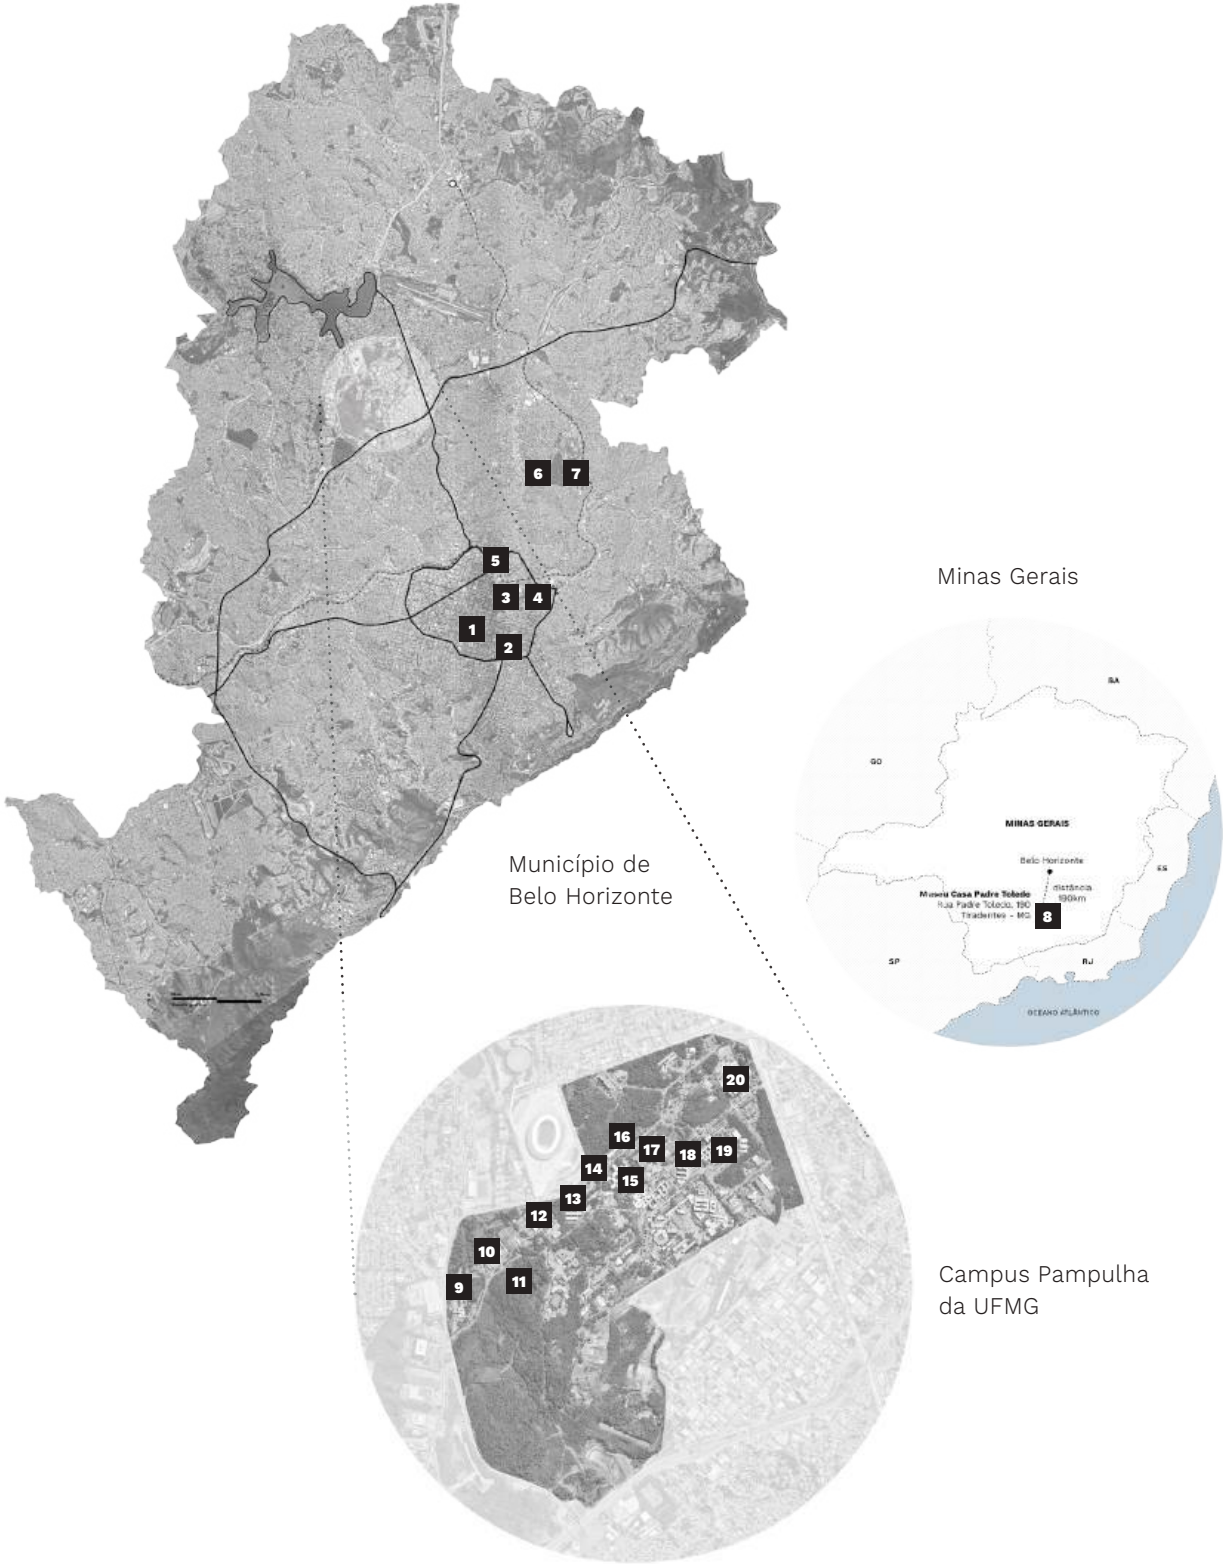 6
7
5
3
4
1
2
Minas Gerais
BA
GO
MINAS GERAIS
Belo Horizonte
ES
distância
190km
Museu Casa Padre Toledo
Rua Padre Toledo, 190
Tiradentes - MG
8
SP
RJ
OCEANO ATLÂNTICO
Município de
Belo Horizonte
20
16
17
18
19
14
15
13
12
10
11
9
Campus Pampulha
da UFMG